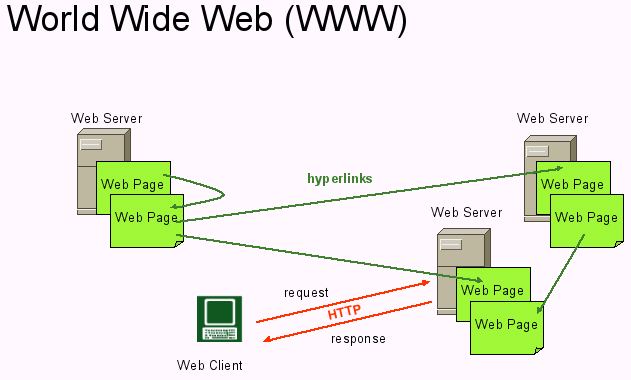 World Wide Web (WWW)
Web Server
Web Server
Web Page
hyperlinks
Web Page
Web Page
Web Page
Web Server
Web Page
request
HTTP
Web Page
response
Web Client